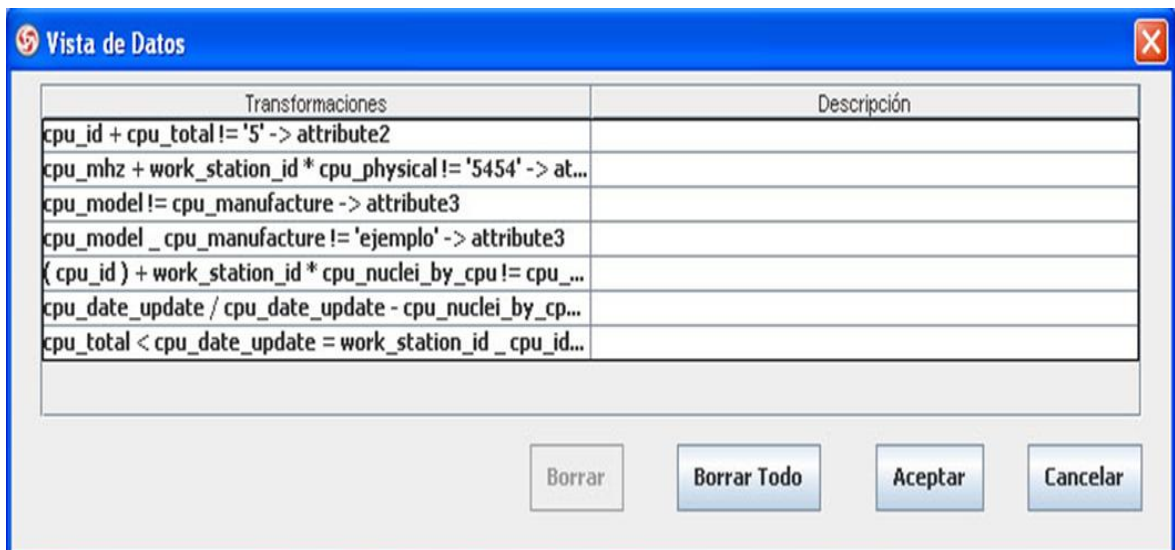 Vista de Datos
Transformaciones Descripción
cpu_id + cpu_total != '5' -> attribute2
cpu_mhz + work_station_id * cpu_physical != '5454' -> at...
cpu_model != cpu_manufacture -> attribute3
cpu_model _ cpu_manufacture != 'ejemplo' -> attribute3
( cpu_id ) + work_station_id * cpu_nuclei_by_cpu != cpu_...
cpu_date_update / cpu_date_update - cpu_nuclei_by_cp...
cpu_total < cpu_date_update = work_station_id _ cpu_id...
Borrar Borrar Todo Aceptar Cancelar